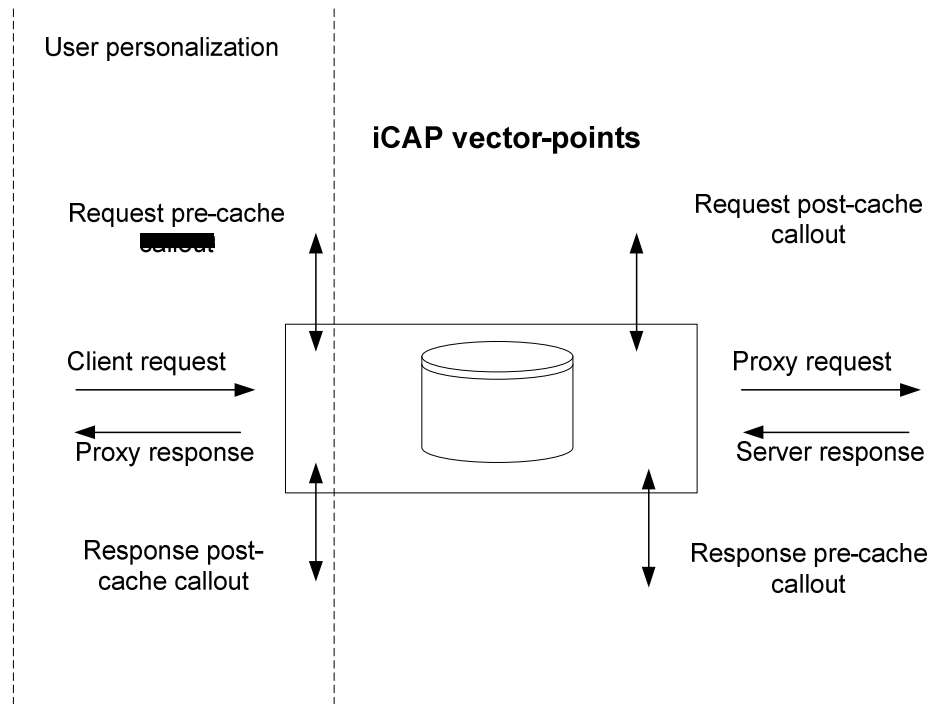 User personalization
iCAP vector-points
Request pre-cache
Request post-cache
callout
Client request
Proxy request
Proxy response
Server response
Response post-
cache callout
Response pre-cache
callout